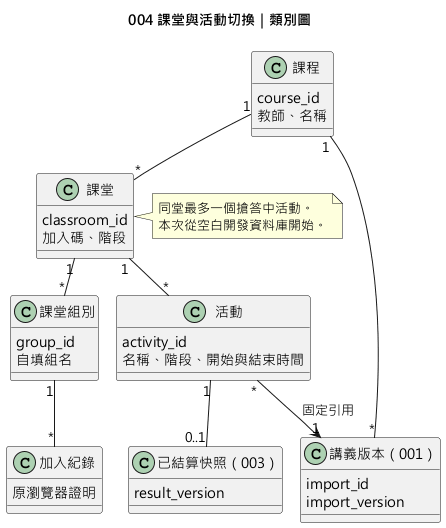 004 課堂與活動切換｜類別圖
C 課程
course_id
教師、名稱
1
1
*
C 課堂
classroom_id
加入碼、階段
同堂最多一個搶答中活動。
本次從空白開發資料庫開始。
1
1
*
*
C 課堂組別
group_id
自填組名
C 活動
activity_id
名稱、階段、開始與結束時間
1
1
*
固定引用
*
0..1
1
*
C 加入紀錄
原瀏覽器證明
C 已結算快照（003）
result_version
C 講義版本（001）
import_id
import_version